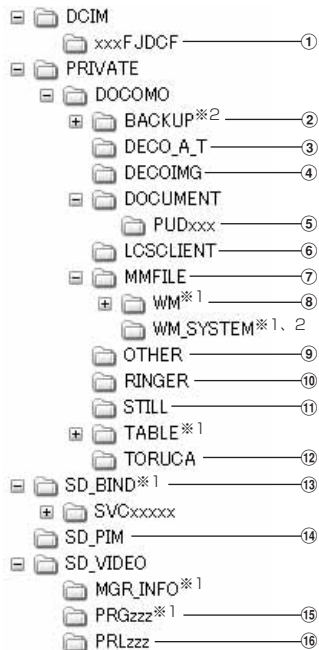 DCIM
xxxFJDCF ①
PRIVATE
DOCOMO
BACKUP※2 ②
DECO_A_T ③
DECOIMG ④
DOCUMENT
PUDxxx ⑤
LCSCLIENT ⑥
MMFILE ⑦
WM※1 ⑧
WM_SYSTEM※1、2
OTHER ⑨
RINGER ⑩
STILL ⑪
TABLE※1
TORUCA ⑫
SD_BIND※1 ⑬
SVCxxxxx
SD_PIM ⑭
SD_VIDEO
MGR_INFO※1
PRGzzz※1 ⑮
PRLzzz ⑯